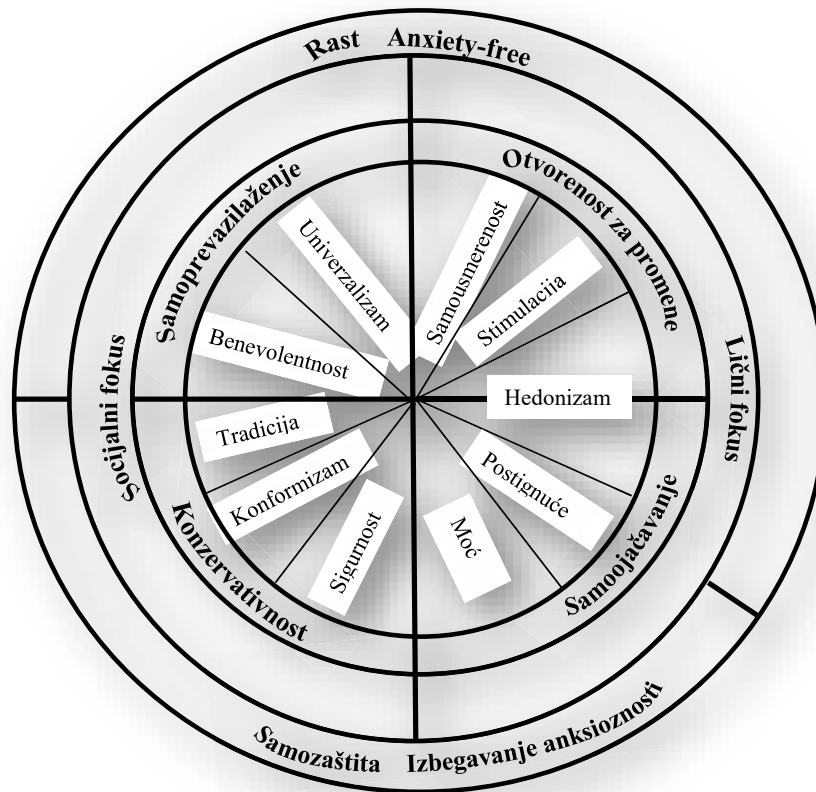 Rast Anxiety-free
Samoprevazilaženje
Otvorenost za promene
Univerzalizam
Samousmerenost
Stimulacija
Benevolentnost
Hedonizam
Socijalni fokus
Lični fokus
Tradicija
Konformizam
Sigurnost
Moć
Postignuće
Konzervativnost
Samoojačavanje
Samozaštita Izbegavanje anksioznosti